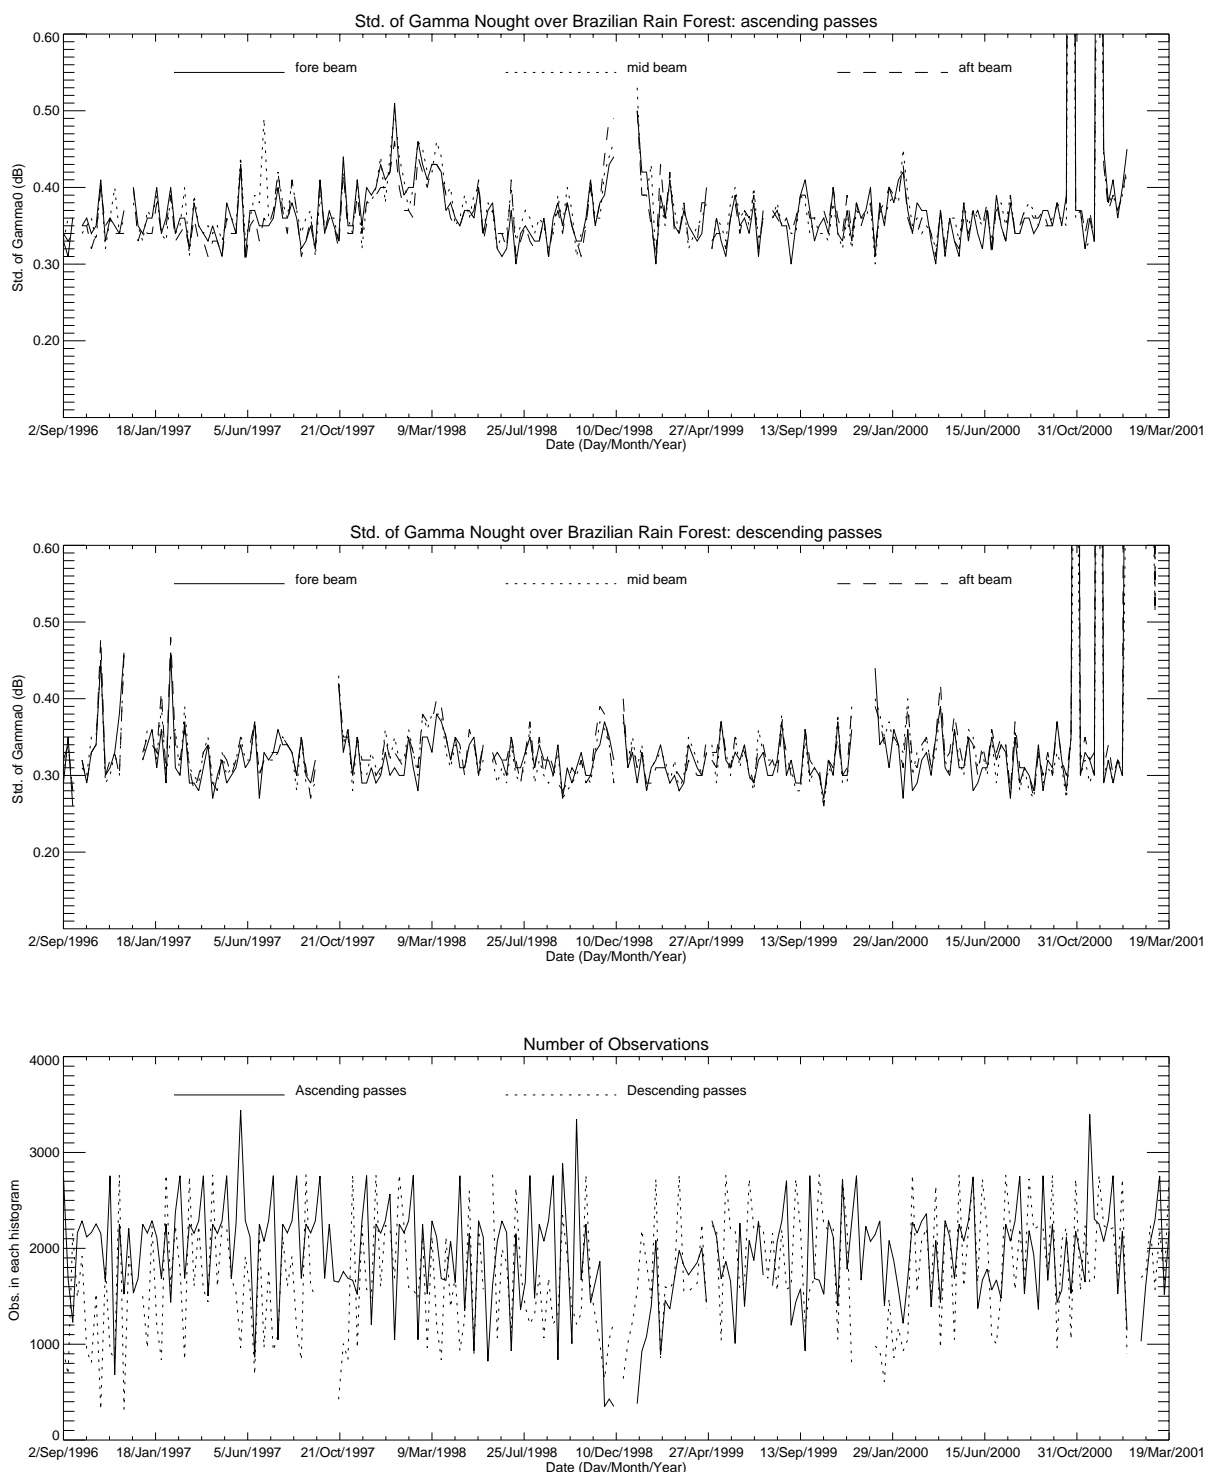 Std. of Gamma Nought over Brazilian Rain Forest: ascending passes
0.60
fore beam
mid beam
aft beam
0.50
0.40
Std. of Gamma0 (dB)
0.30
0.20
2/Sep/1996 18/Jan/1997 5/Jun/1997 21/Oct/1997 9/Mar/1998 25/Jul/1998 10/Dec/1998 27/Apr/1999 13/Sep/1999 29/Jan/2000 15/Jun/2000 31/Oct/2000 19/Mar/2001
Date (Day/Month/Year)
Std. of Gamma Nought over Brazilian Rain Forest: descending passes
0.60
fore beam
mid beam
aft beam
0.50
0.40
Std. of Gamma0 (dB)
0.30
0.20
2/Sep/1996 18/Jan/1997 5/Jun/1997 21/Oct/1997 9/Mar/1998 25/Jul/1998 10/Dec/1998 27/Apr/1999 13/Sep/1999 29/Jan/2000 15/Jun/2000 31/Oct/2000 19/Mar/2001
Date (Day/Month/Year)
Number of Observations
4000
Ascending passes
Descending passes
3000
2000
Obs. in each histogram
1000
0
2/Sep/1996 18/Jan/1997 5/Jun/1997 21/Oct/1997 9/Mar/1998 25/Jul/1998 10/Dec/1998 27/Apr/1999 13/Sep/1999 29/Jan/2000 15/Jun/2000 31/Oct/2000 19/Mar/2001
Date (Day/Month/Year)